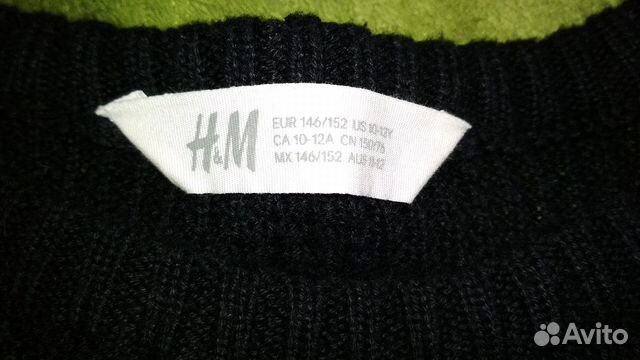 H&M
EUR 146/152 US 10-12Y
CA 10-12A CN 150/76
MX 146/152 AUS 11-12
Avito